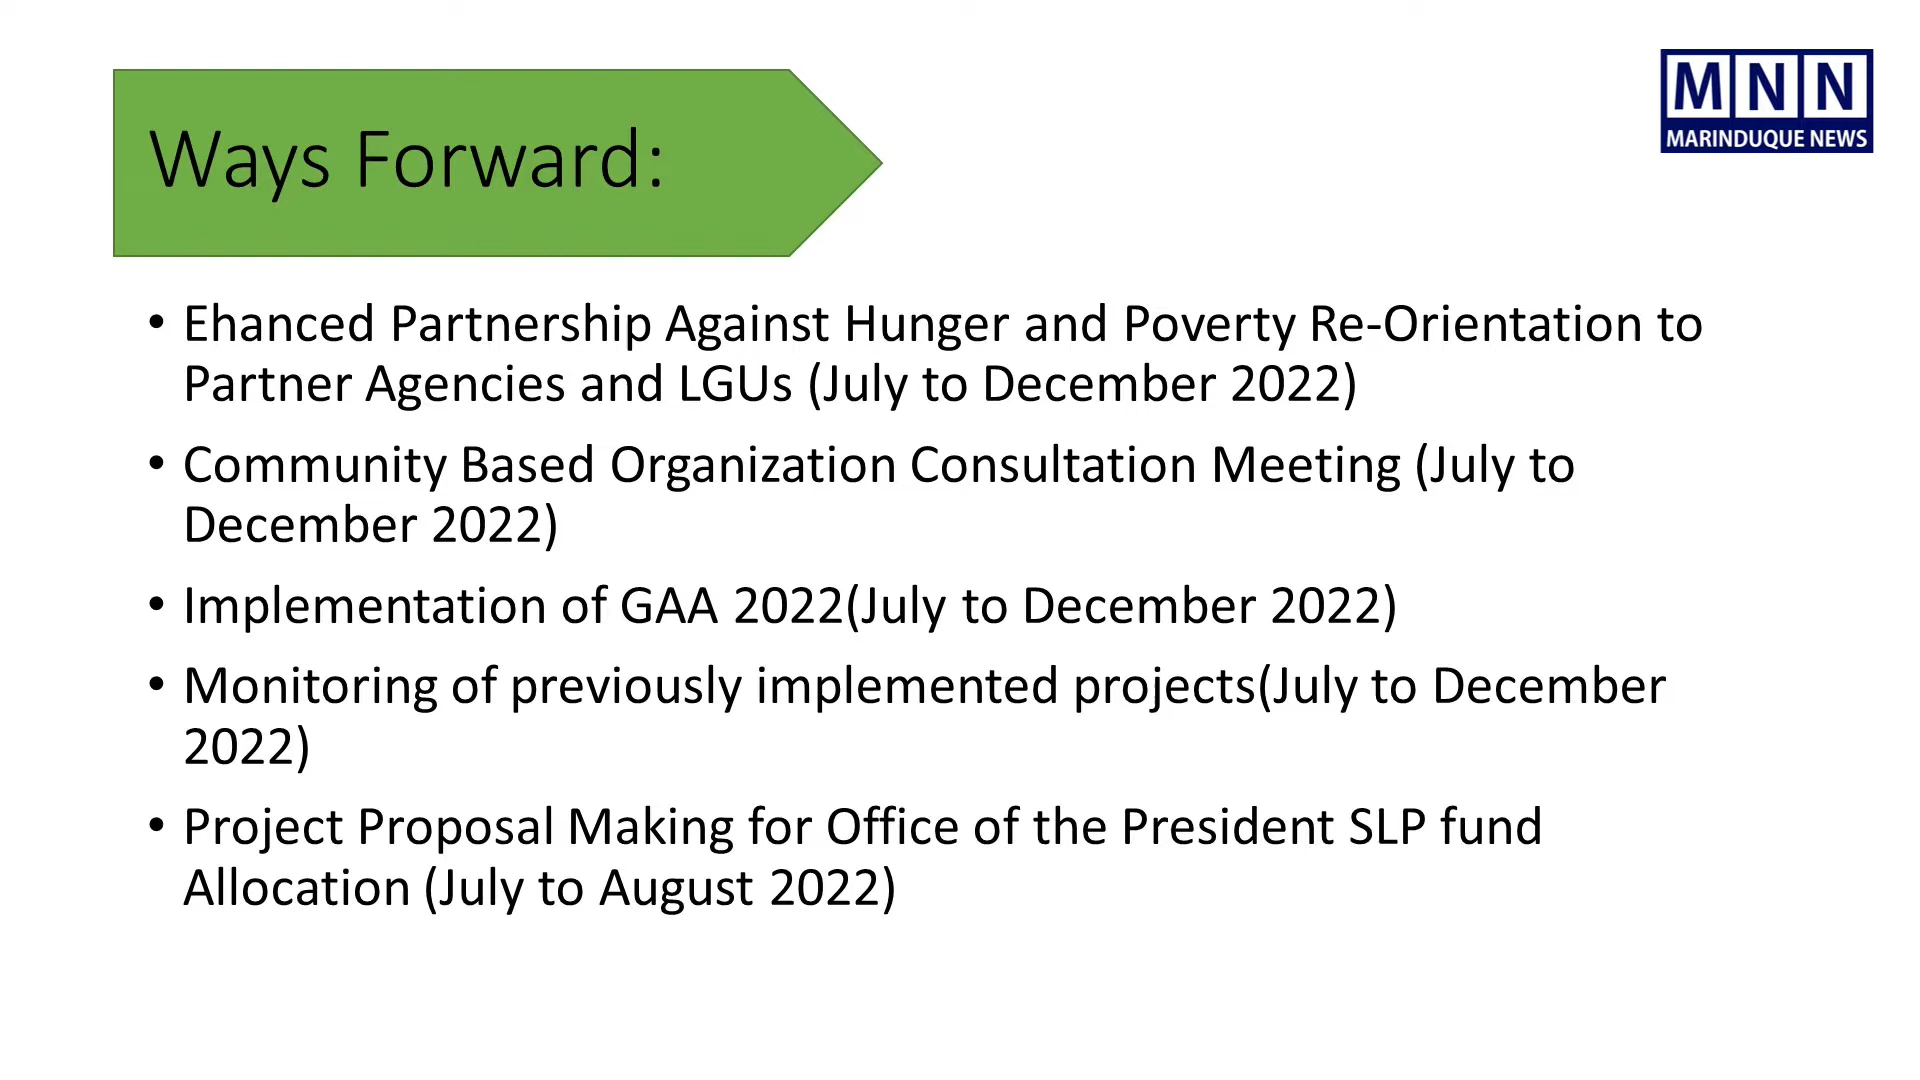 M N N
MARINDUQUE NEWS
Ways Forward:
• Ehanced Partnership Against Hunger and Poverty Re-Orientation to
Partner Agencies and LGUs (July to December 2022)
• Community Based Organization Consultation Meeting (July to
December 2022)
• Implementation of GAA 2022(July to December 2022)
• Monitoring of previously implemented projects(July to December
2022)
• Project Proposal Making for Office of the President SLP fund
Allocation (July to August 2022)